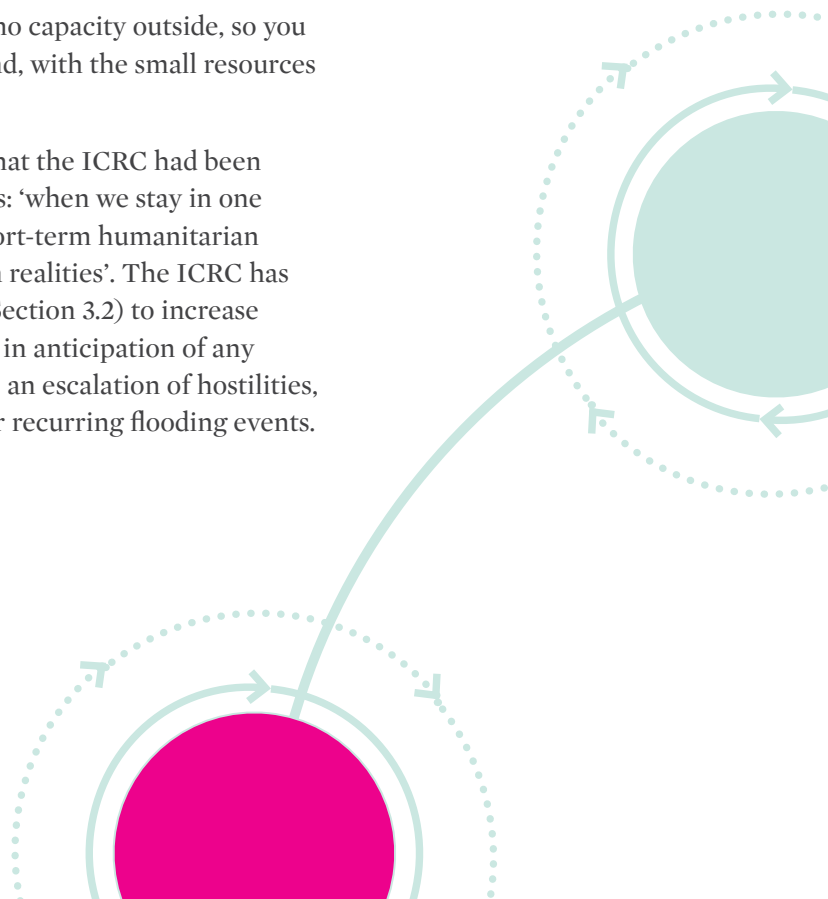 no capacity outside, so you
nd, with the small resources
hat the ICRC had been
s: ‘when we stay in one
ort-term humanitarian
n realities’. The ICRC has
Section 3.2) to increase
in anticipation of any
an escalation of hostilities,
r recurring flooding events.